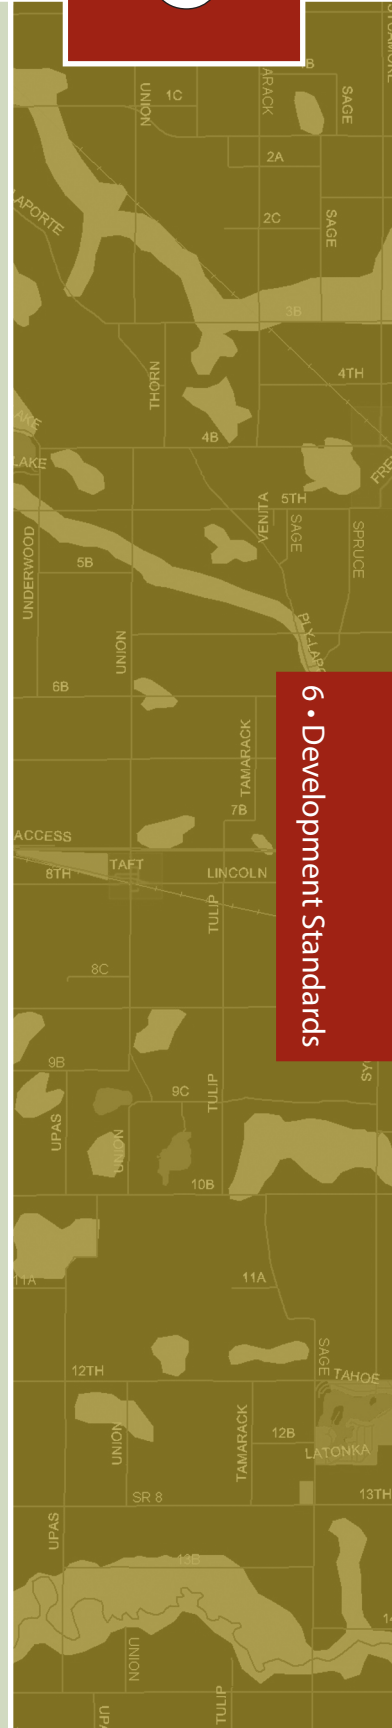 UNION
1C
SAGE
2A
LAPORTE
2C
SAGE
3B
THORN
4TH
4B
LAKE
5TH
VENITA
SAGE
SPRUCE
UNDERWOOD
5B
UNION
6B
6 • Development Standards
TAMARACK
7B
ACCESS
TAFT
8TH
LINCOLN
TULIP
8C
9B
9C
TULIP
UPAS
UNION
10B
11A
11A
12TH
SAGE
TAHOE
UNION
TAMARACK
12B
LATONKA
13TH
SR 8
UPAS
13B
UNION
TULIP